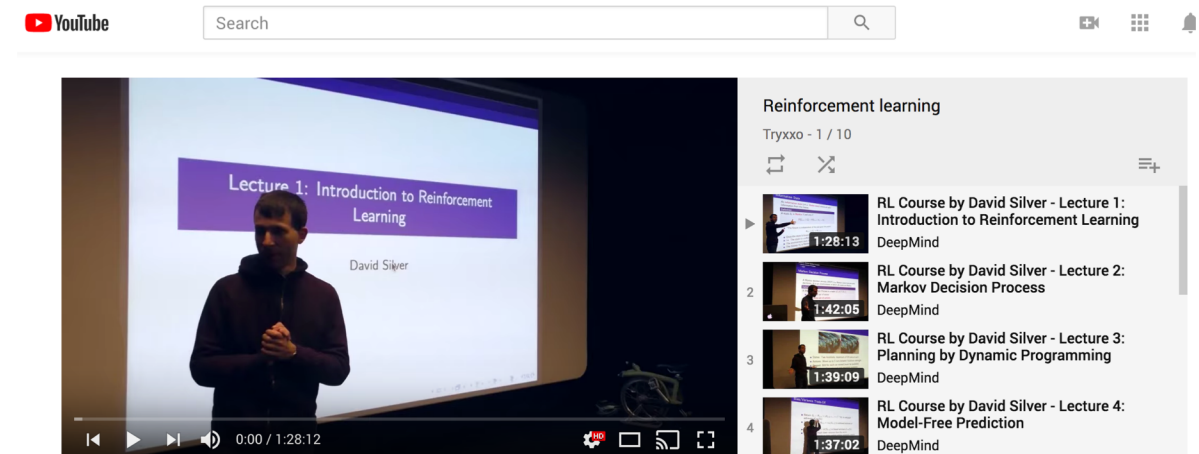 YouTube
Search
Lecture 1: Introduction to Reinforcement
Learning
David Silver
0:00 / 1:28:12
HD
Reinforcement learning
Tryxxo - 1 / 10
1:28:13
RL Course by David Silver - Lecture 1:
Introduction to Reinforcement Learning
DeepMind
2
1:42:05
RL Course by David Silver - Lecture 2:
Markov Decision Process
DeepMind
3
1:39:09
RL Course by David Silver - Lecture 3:
Planning by Dynamic Programming
DeepMind
4
1:37:02
RL Course by David Silver - Lecture 4:
Model-Free Prediction
DeepMind